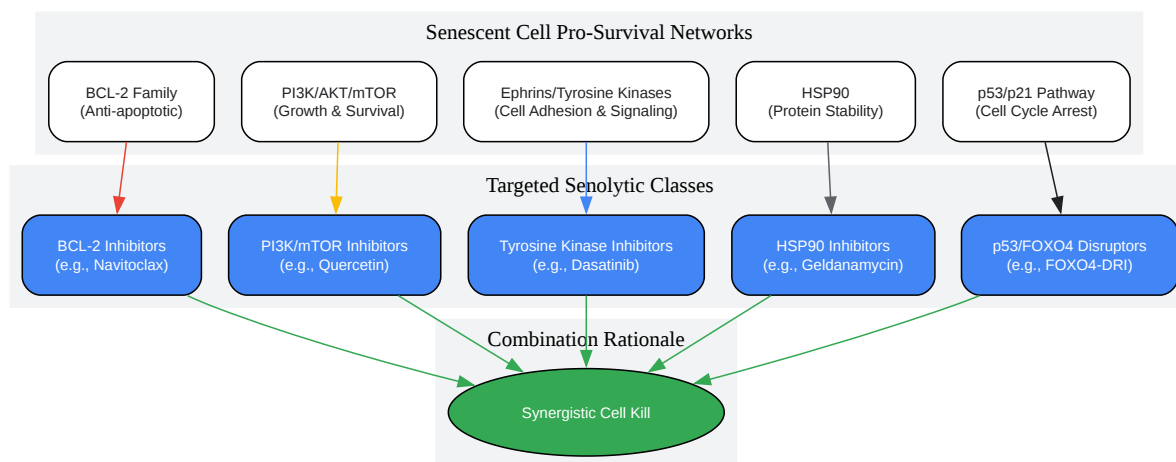 Senescent Cell Pro-Survival Networks
BCL-2 Family
(Anti-apoptotic)
PI3K/AKT/mTOR
(Growth & Survival)
Ephrins/Tyrosine Kinases
(Cell Adhesion & Signaling)
HSP90
(Protein Stability)
p53/p21 Pathway
(Cell Cycle Arrest)
Targeted Senolytic Classes
BCL-2 Inhibitors
(e.g., Navitoclax)
PI3K/mTOR Inhibitors
(e.g., Quercetin)
Tyrosine Kinase Inhibitors
(e.g., Dasatinib)
HSP90 Inhibitors
(e.g., Geldanamycin)
p53/FOXO4 Disruptors
(e.g., FOXO4-DRI)
Combination Rationale
Synergistic Cell Kill